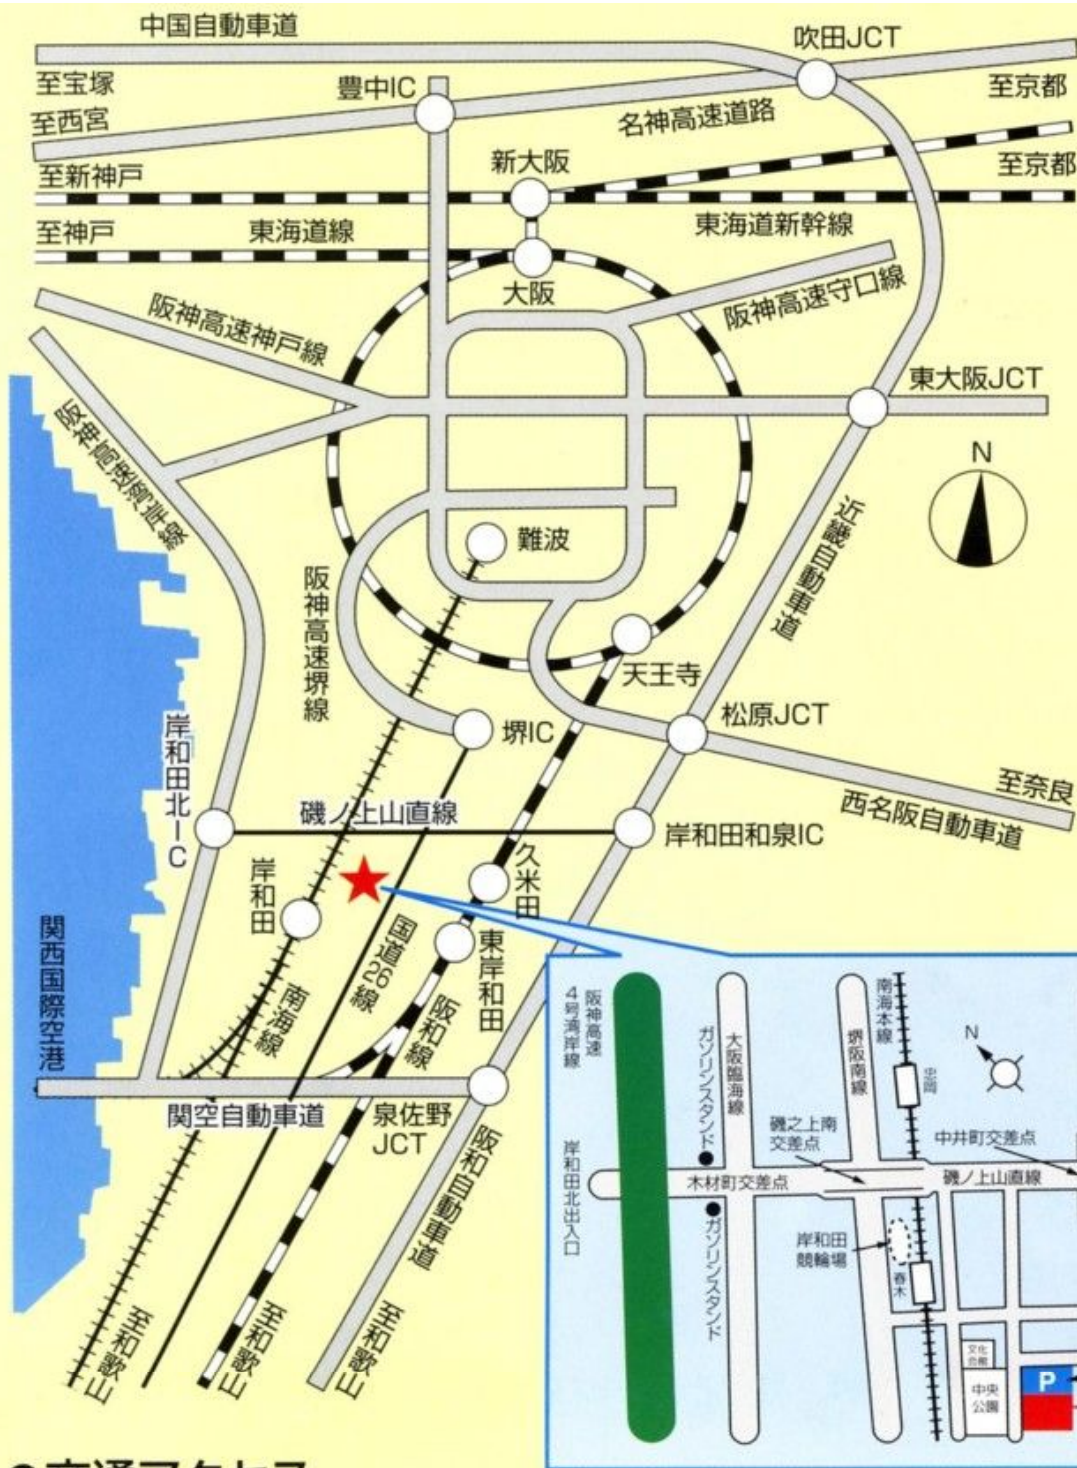 中国自動車道
吹田JCT
至宝塚
豊中IC
至京都
至西宮
名神高速道路
新大阪
至京都
至新神戸
至神戸
東海道線
東海道新幹線
大阪
阪神高速守口線
阪神高速神戸線
東大阪JCT
阪神高速湾岸線
N
近畿自動車道
難波
阪神高速堺線
天王寺
松原JCT
堺IC
岸和田北IC
至奈良
西名阪自動車道
磯ノ上山直線
岸和田和泉IC
久米田
岸和田
国道26線
東岸和田
関西国際空港
南海線
阪和線
関空自動車道
泉佐野
JCT
阪和自動車道
至和歌山
至和歌山
至和歌山
阪神高速
4号湾岸線
ガソリンスタンド
大阪臨海線
堺阪南線
南海本線
N
忠岡
磯之上南
交差点
中井町交差点
岸和田北出入口
木材町交差点
磯ノ上山直線
ガソリンスタンド
岸和田
競輪場
春木
文化
会館
中央
公園
P